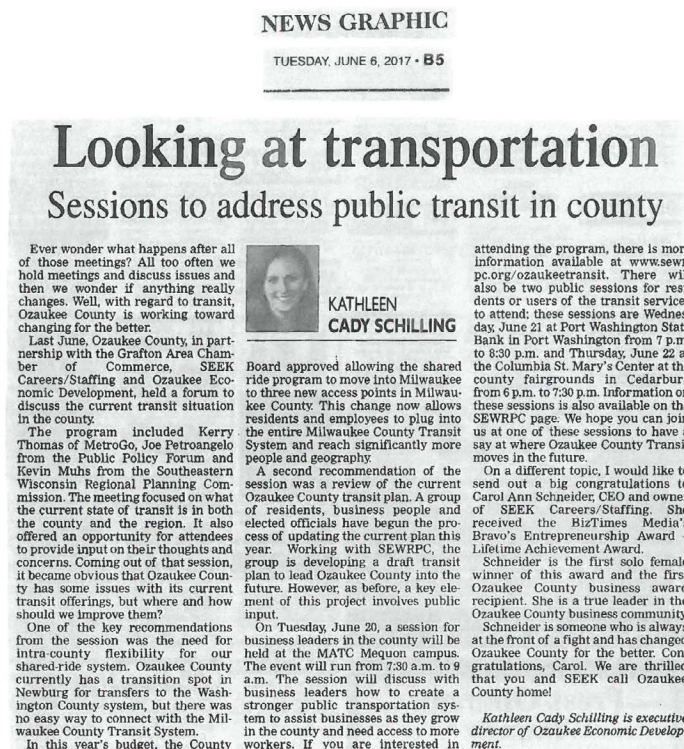 NEWS GRAPHIC
TUESDAY, JUNE 6, 2017 • B5
Looking at transportation
Sessions to address public transit in county
Ever wonder what happens after all
of those meetings? All too often we
hold meetings and discuss issues and
then we wonder if anything really
changes. Well, with regard to transit,
Ozaukee County is working toward
changing for the better.
Last June, Ozaukee County, in part-
nership with the Grafton Area Cham-
ber of Commerce, SEEK
Careers/Staffing and Ozaukee Eco-
nomic Development, held a forum to
discuss the current transit situation
in the county.
The program included Kerry
Thomas of MetroGo, Joe Petroangelo
from the Public Policy Forum and
Kevin Muhs from the Southeastern
Wisconsin Regional Planning Com-
mission. The meeting focused on what
the current state of transit is in both
the county and the region. It also
offered an opportunity for attendees
to provide input on their thoughts and
concerns. Coming out of that session,
it became obvious that Ozaukee Coun-
ty has some issues with its current
transit offerings, but where and how
should we improve them?
One of the key recommendations
from the session was the need for
intra-county flexibility for our
shared-ride system. Ozaukee County
currently has a transition spot in
Newburg for transfers to the Wash-
ington County system, but there was
no easy way to connect with the Mil-
waukee County Transit System.
In this year's budget, the County
KATHLEEN
CADY SCHILLING
Board approved allowing the shared
ride program to move into Milwaukee
to three new access points in Milwau-
kee County. This change now allows
residents and employees to plug into
the entire Milwaukee County Transit
System and reach significantly more
people and geography.
A second recommendation of the
session was a review of the current
Ozaukee County transit plan. A group
of residents, business people and
elected officials have begun the pro-
cess of updating the current plan this
year. Working with SEWRPC, the
group is developing a draft transit
plan to lead Ozaukee County into the
future. However, as before, a key ele-
ment of this project involves public
input.
On Tuesday, June 20, a session for
business leaders in the county will be
held at the MATC Mequon campus.
The event will run from 7:30 a.m. to 9
a.m. The session will discuss with
business leaders how to create a
stronger public transportation sys-
tem to assist businesses as they grow
in the county and need access to more
workers. If you are interested in
attending the program, there is mor
information available at www.sewr
pc.org/ozaukeetransit. There wil
also be two public sessions for resi
dents or users of the transit service
to attend; these sessions are Wednes
day, June 21 at Port Washington Stat
Bank in Port Washington from 7 p.m
to 8:30 p.m. and Thursday, June 22 a
the Columbia St. Mary's Center at th
county fairgrounds in Cedarbur
from 6 p.m. to 7:30 p.m. Information o
these sessions is also available on th
SEWRPC page. We hope you can joi
us at one of these sessions to have
say at where Ozaukee County Transi
moves in the future.
On a different topic, I would like t
send out a big congratulations t
Carol Ann Schneider, CEO and owne
of SEEK Careers/Staffing. Sh
received the BizTimes Media'
Bravo's Entrepreneurship Award -
Lifetime Achievement Award.
Schneider is the first solo femal
winner of this award and the firs
Ozaukee County business awar
recipient. She is a true leader in th
Ozaukee County business community
Schneider is someone who is always
at the front of a fight and has changed
Ozaukee County for the better. Con
gratulations, Carol. We are thrilled
that you and SEEK call Ozaukee
County home!
Kathleen Cady Schilling is executive
director of Ozaukee Economic Develop
ment.